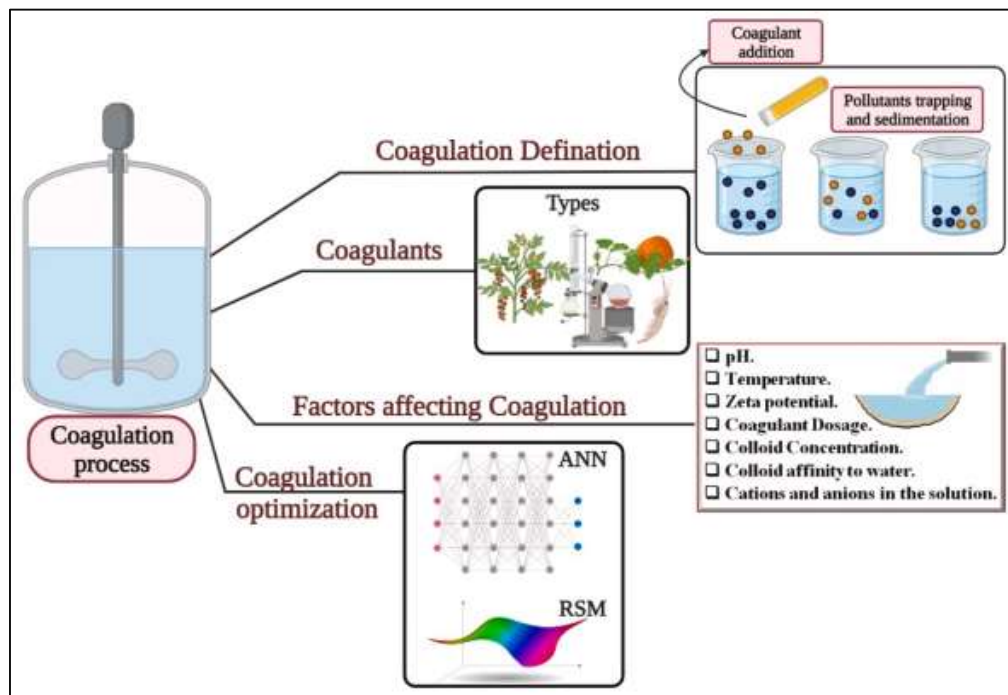 Coagulant
addition
Pollutants trapping
and sedimentation
Coagulation Defination
Types
Coagulants
pH.
Temperature.
Zeta potential.
Coagulant Dosage.
Colloid Concentration.
Colloid affinity to water.
Cations and anions in the solution.
Factors affecting Coagulation
Coagulation
process
Coagulation
optimization
ANN
RSM